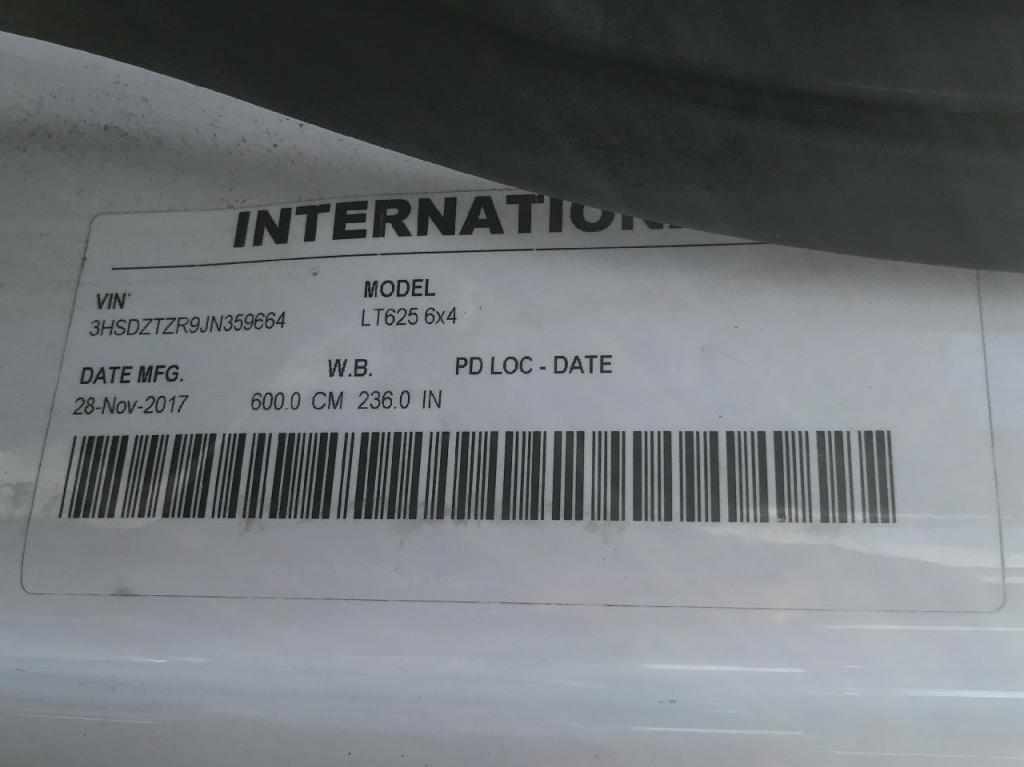 INTERNATION
VIN
MODEL
3HSDZTZR9JN359664
LT625 6x4
DATE MFG.
W.B.
PD LOC - DATE
28-Nov-2017
600.0 CM 236.0 IN